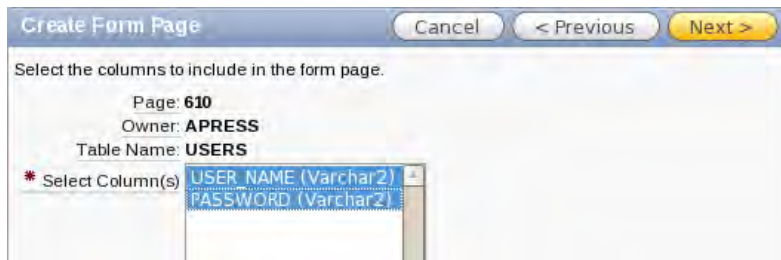 Create Form Page
Cancel
< Previous
Next >
Select the columns to include in the form page.
Page: 610
Owner: APRESS
Table Name: USERS
* Select Column(s)
USER_NAME (Varchar2)
PASSWORD (Varchar2)